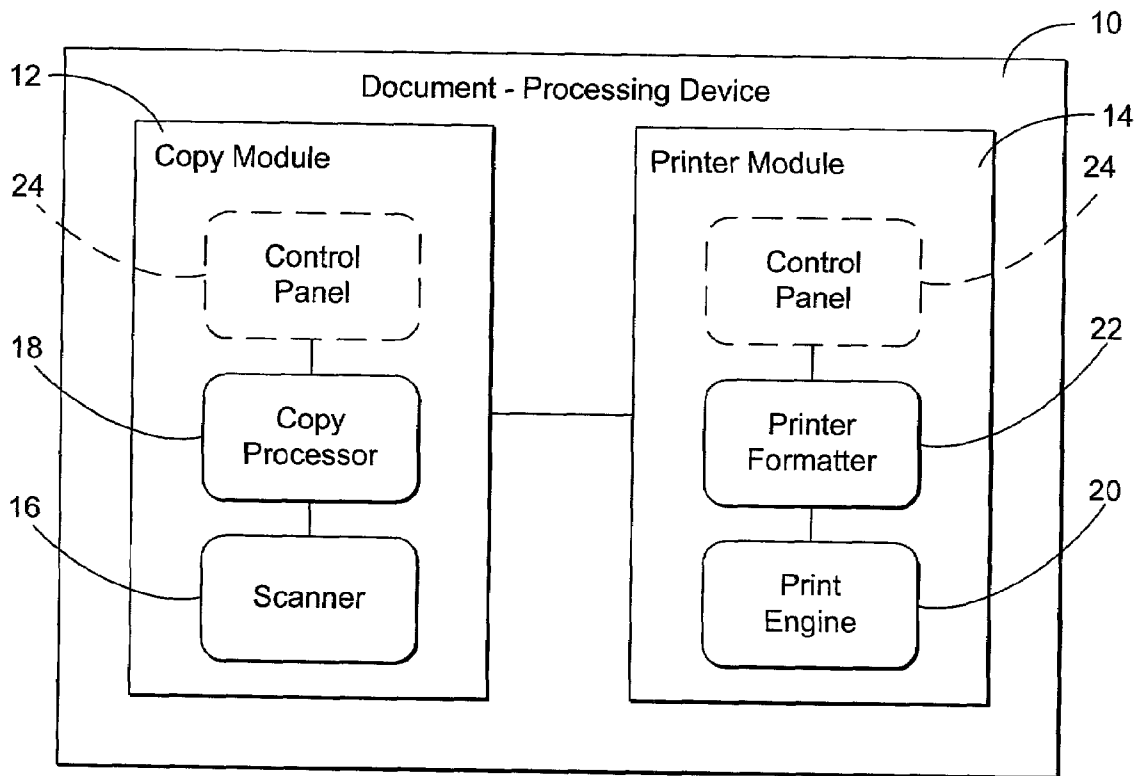 10
Document - Processing Device
12
14
Copy Module
Printer Module
24
24
Control
Panel
Control
Panel
18
22
Copy
Processor
Printer
Formatter
16
20
Scanner
Print
Engine